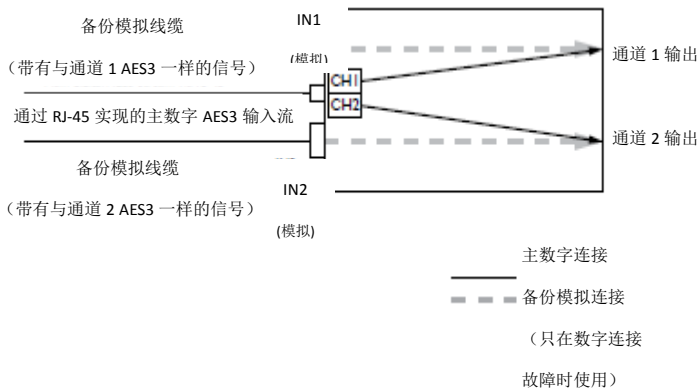 备份模拟线缆
（带有与通道 1 AES3 一样的信号）
通过 RJ-45 实现的主数字 AES3 输入流
备份模拟线缆
（带有与通道 2 AES3 一样的信号）
IN1
(模拟)
CH1
CH2
IN2
(模拟)
通道 1 输出
通道 2 输出
主数字连接
备份模拟连接
（只在数字连接
故障时使用）